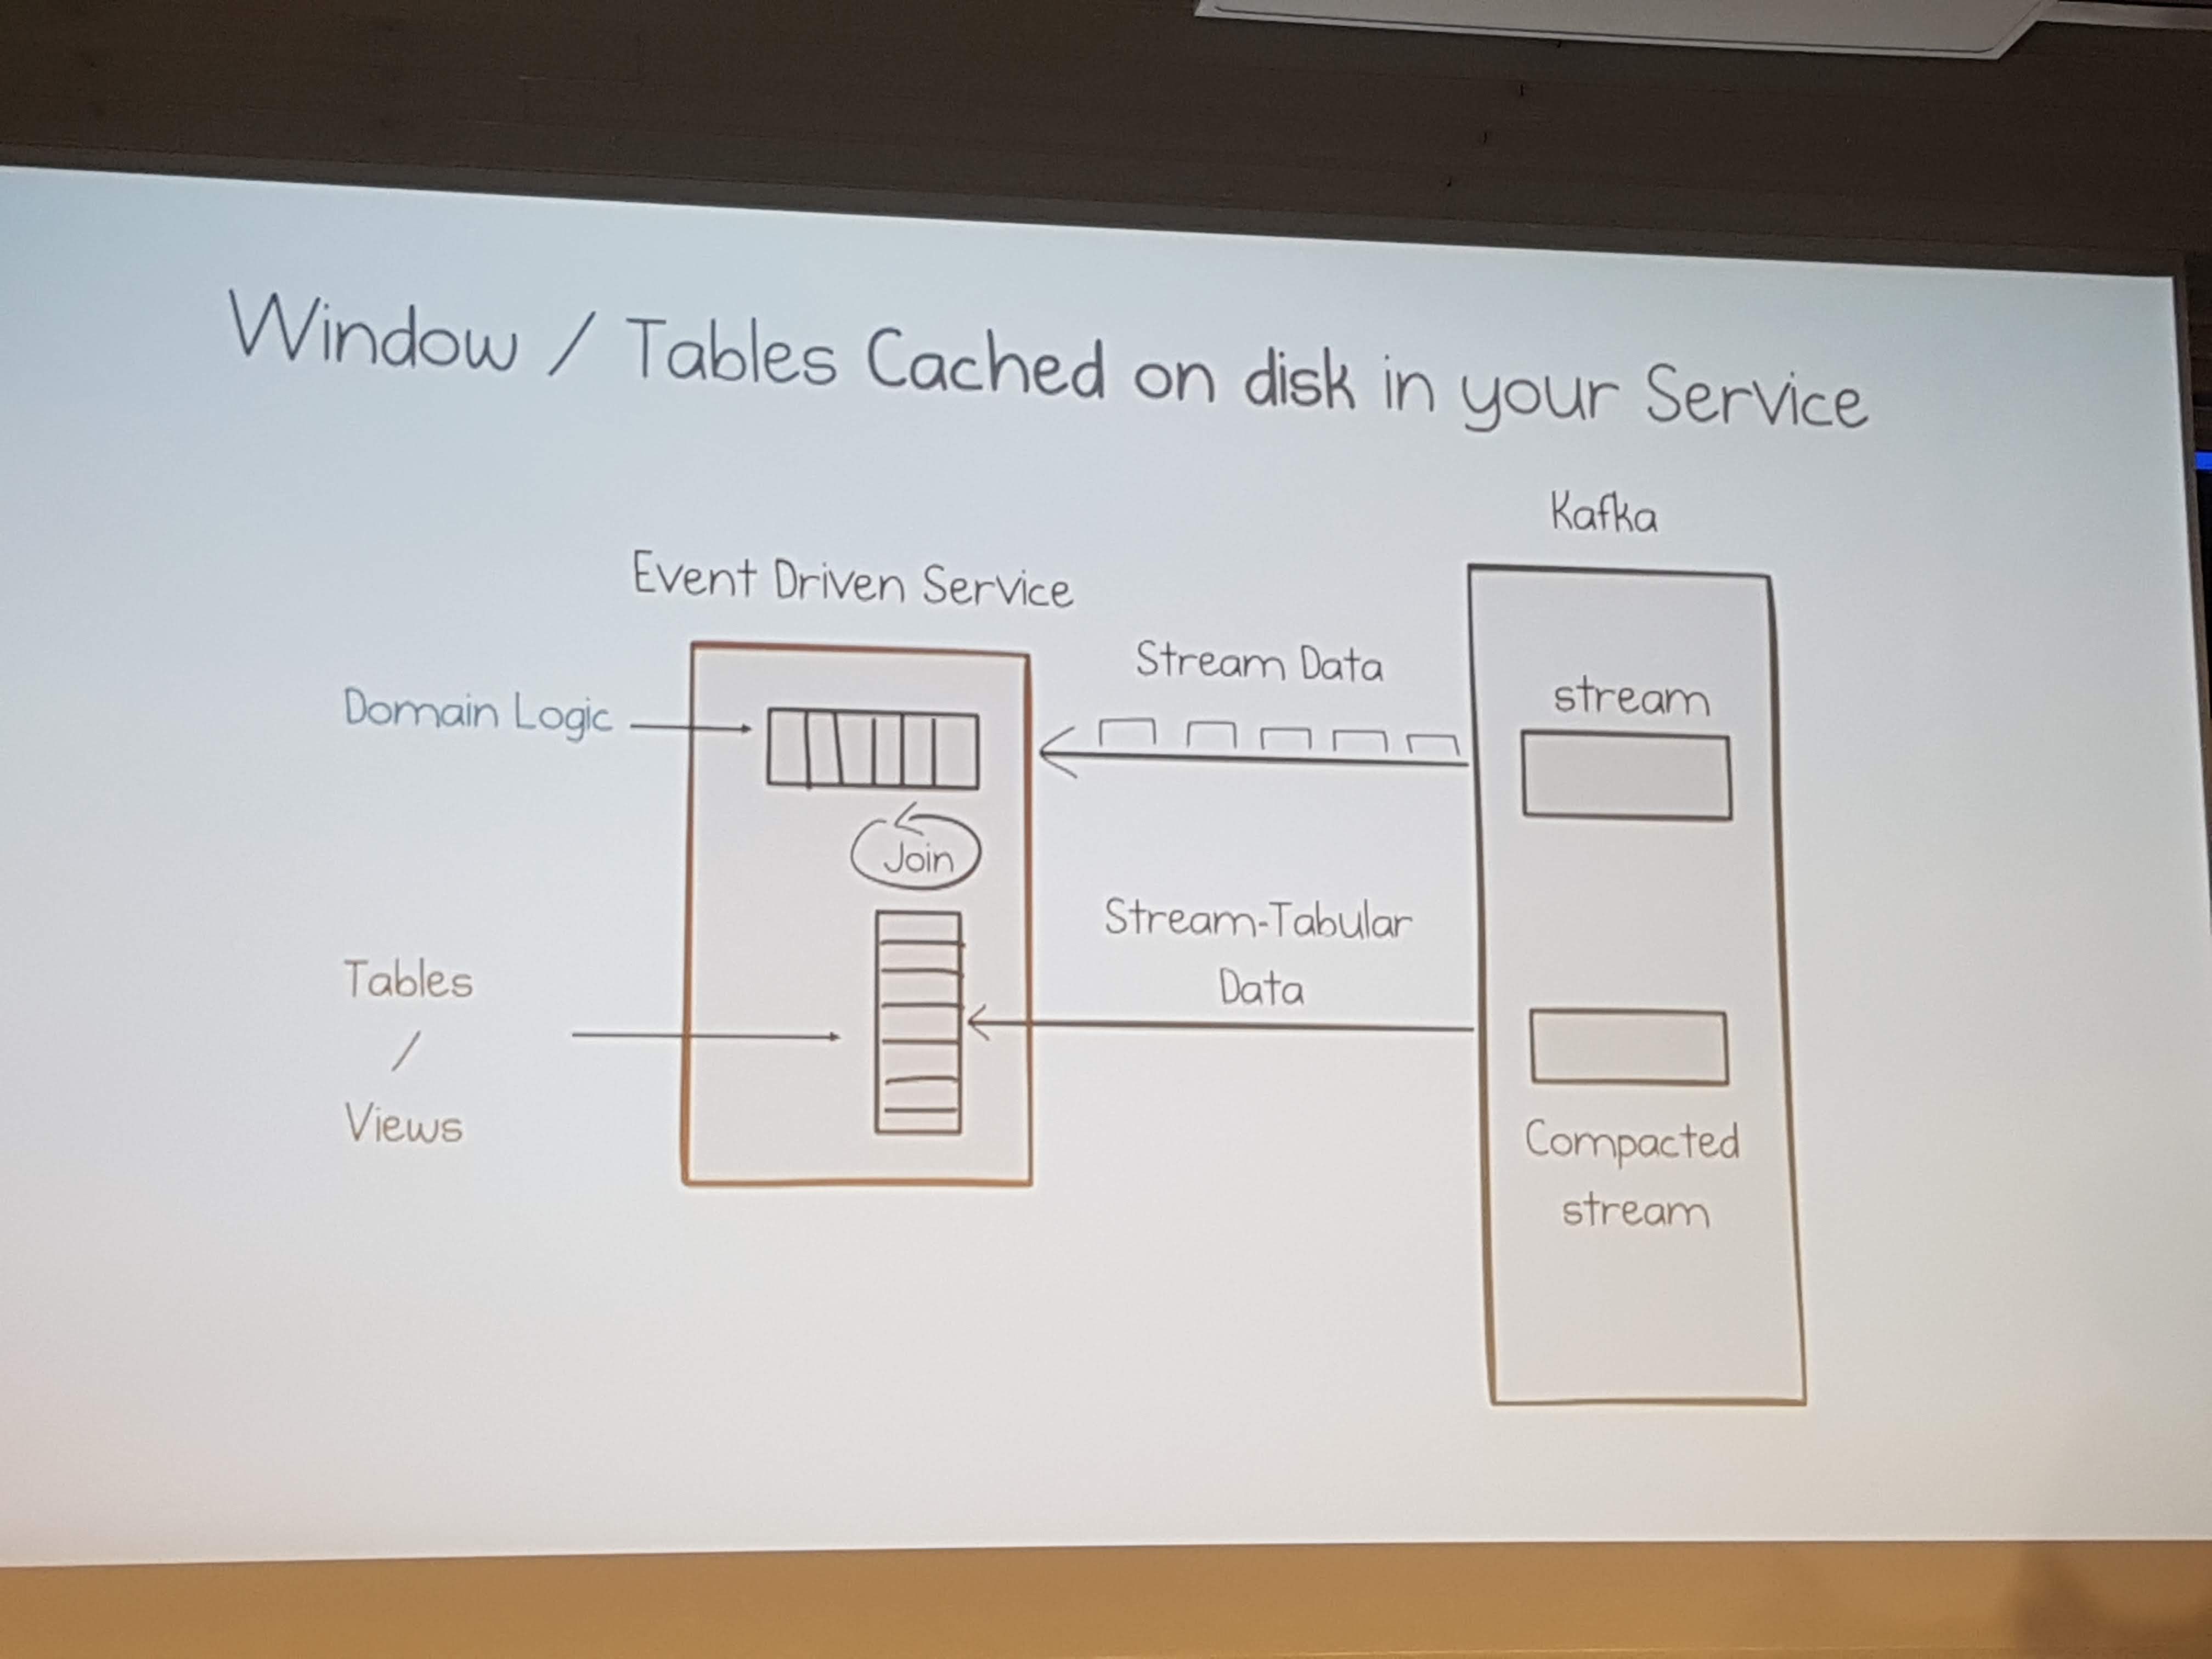 Window / Tables Cached on disk in your Service
Kafka
Event Driven Service
Stream Data
stream
Domain Logic
Join
Stream-Tabular
Data
Tables
/
Views
Compacted
stream